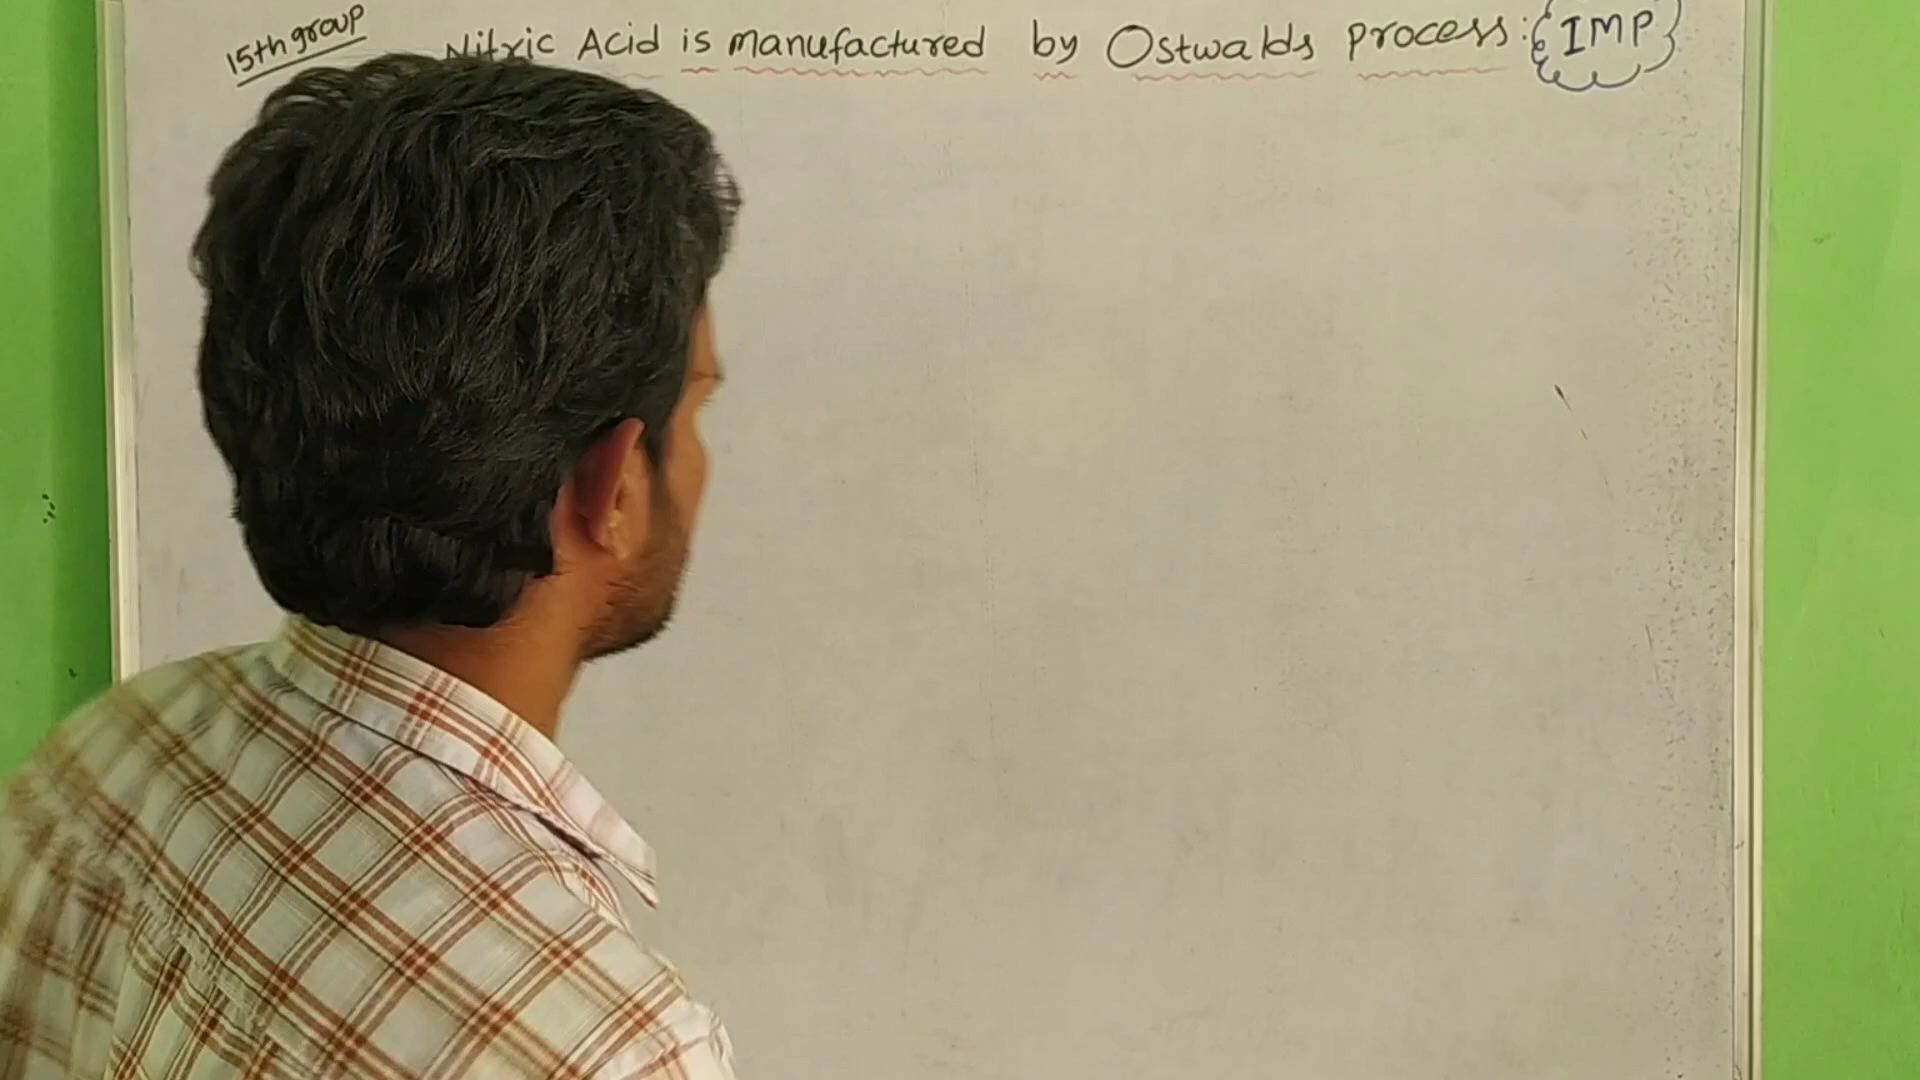 15th group
Nitric Acid is manufactured by Ostwalds process: IMP